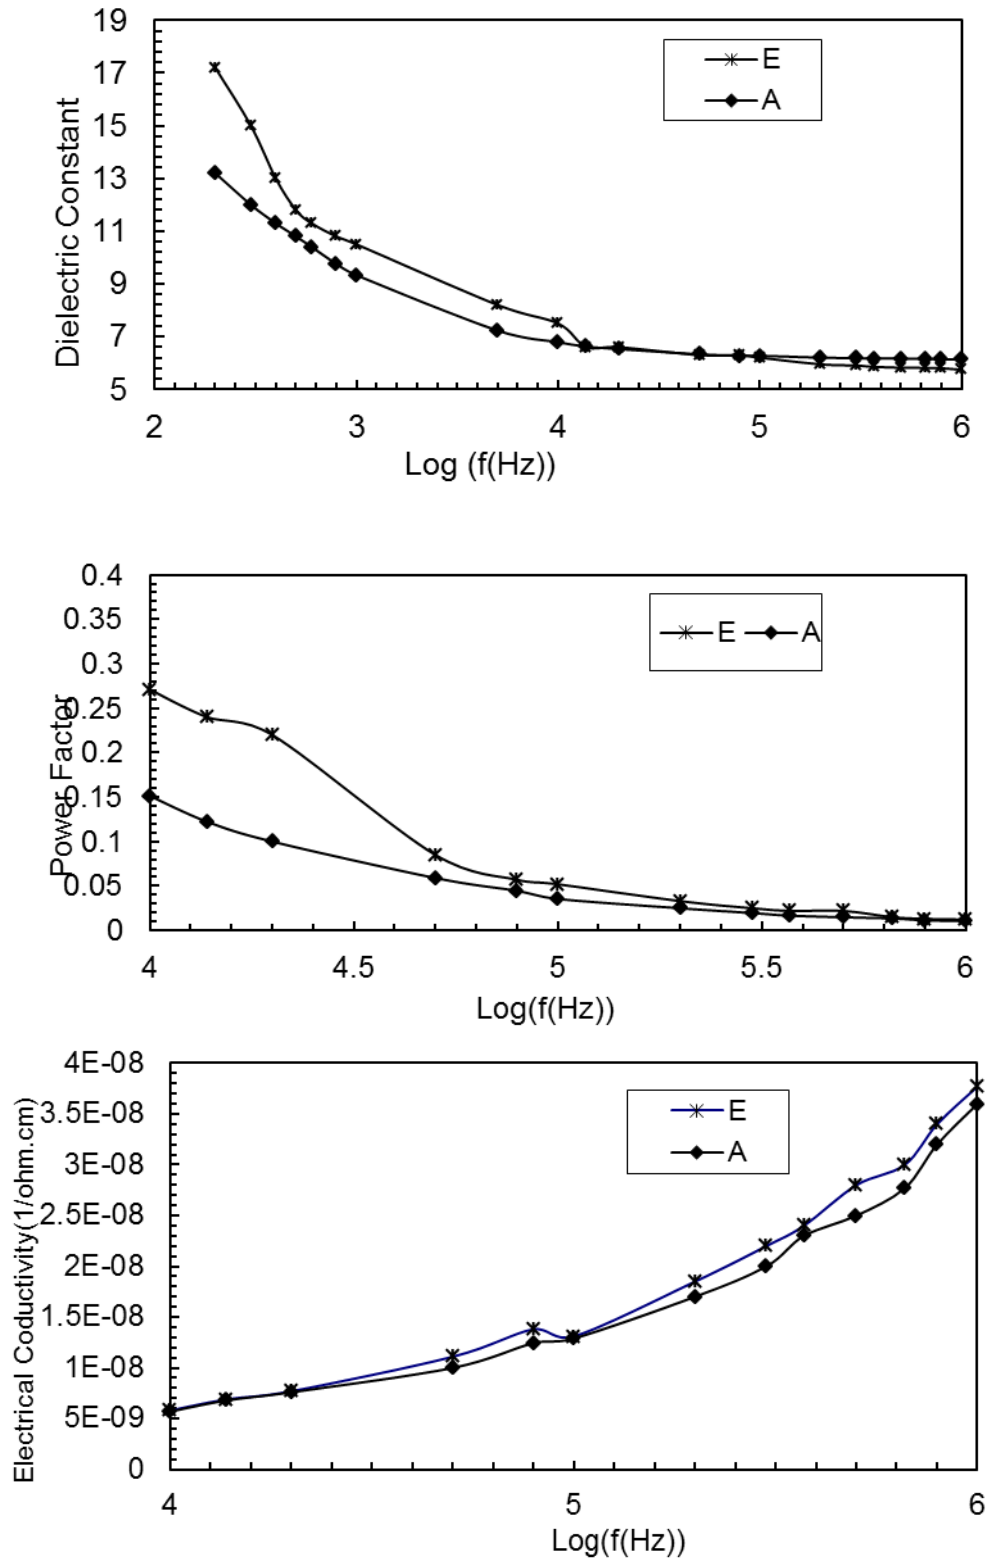 19
17
15
13
11
9
7
5
Dielectric Constant
E
A
2 3 4 5 6
Log (f(Hz))
0.4
0.35
0.3
0.25
0.2
0.15
0.1
0.05
0
Power Factor
E A
4 4.5 5 5.5 6
Log(f(Hz))
4E-08
3.5E-08
3E-08
2.5E-08
2E-08
1.5E-08
1E-08
5E-09
0
Electrical Coductivity(1/ohm.cm)
E
A
4 5 6
Log(f(Hz))